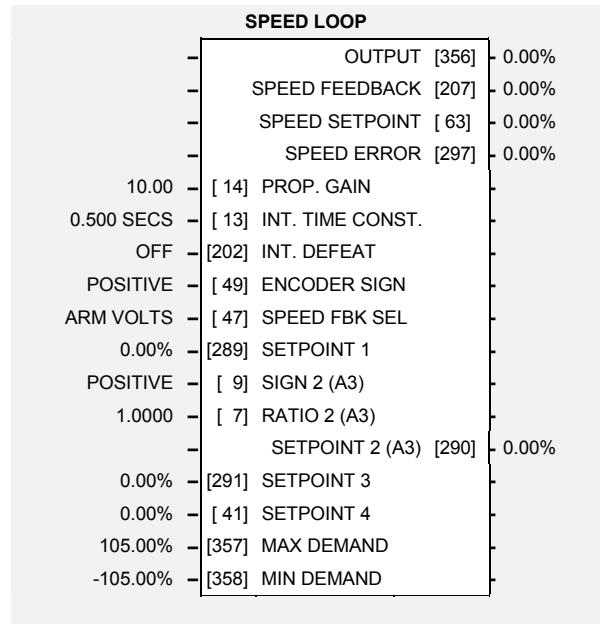 SPEED LOOP
OUTPUT [356] 0.00%
SPEED FEEDBACK [207] 0.00%
SPEED SETPOINT [ 63] 0.00%
SPEED ERROR [297] 0.00%
10.00 [ 14] PROP. GAIN
0.500 SECS [ 13] INT. TIME CONST.
OFF [202] INT. DEFEAT
POSITIVE [ 49] ENCODER SIGN
ARM VOLTS [ 47] SPEED FBK SEL
0.00% [289] SETPOINT 1
POSITIVE [ 9] SIGN 2 (A3)
1.0000 [ 7] RATIO 2 (A3)
SETPOINT 2 (A3) [290] 0.00%
0.00% [291] SETPOINT 3
0.00% [ 41] SETPOINT 4
105.00% [357] MAX DEMAND
-105.00% [358] MIN DEMAND